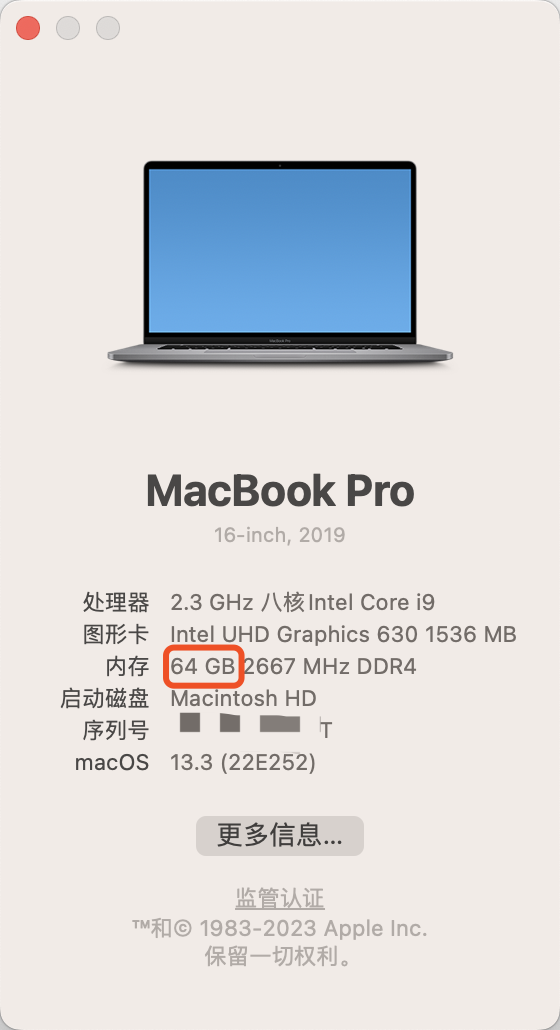 MacBook Pro
16-inch, 2019
处理器 2.3 GHz 八核Intel Core i9
图形卡 Intel UHD Graphics 630 1536 MB
内存 64 GB 2667 MHz DDR4
启动磁盘 Macintosh HD
序列号 T
macOS 13.3 (22E252)
更多信息...
监管认证
™和© 1983-2023 Apple Inc.
保留一切权利。